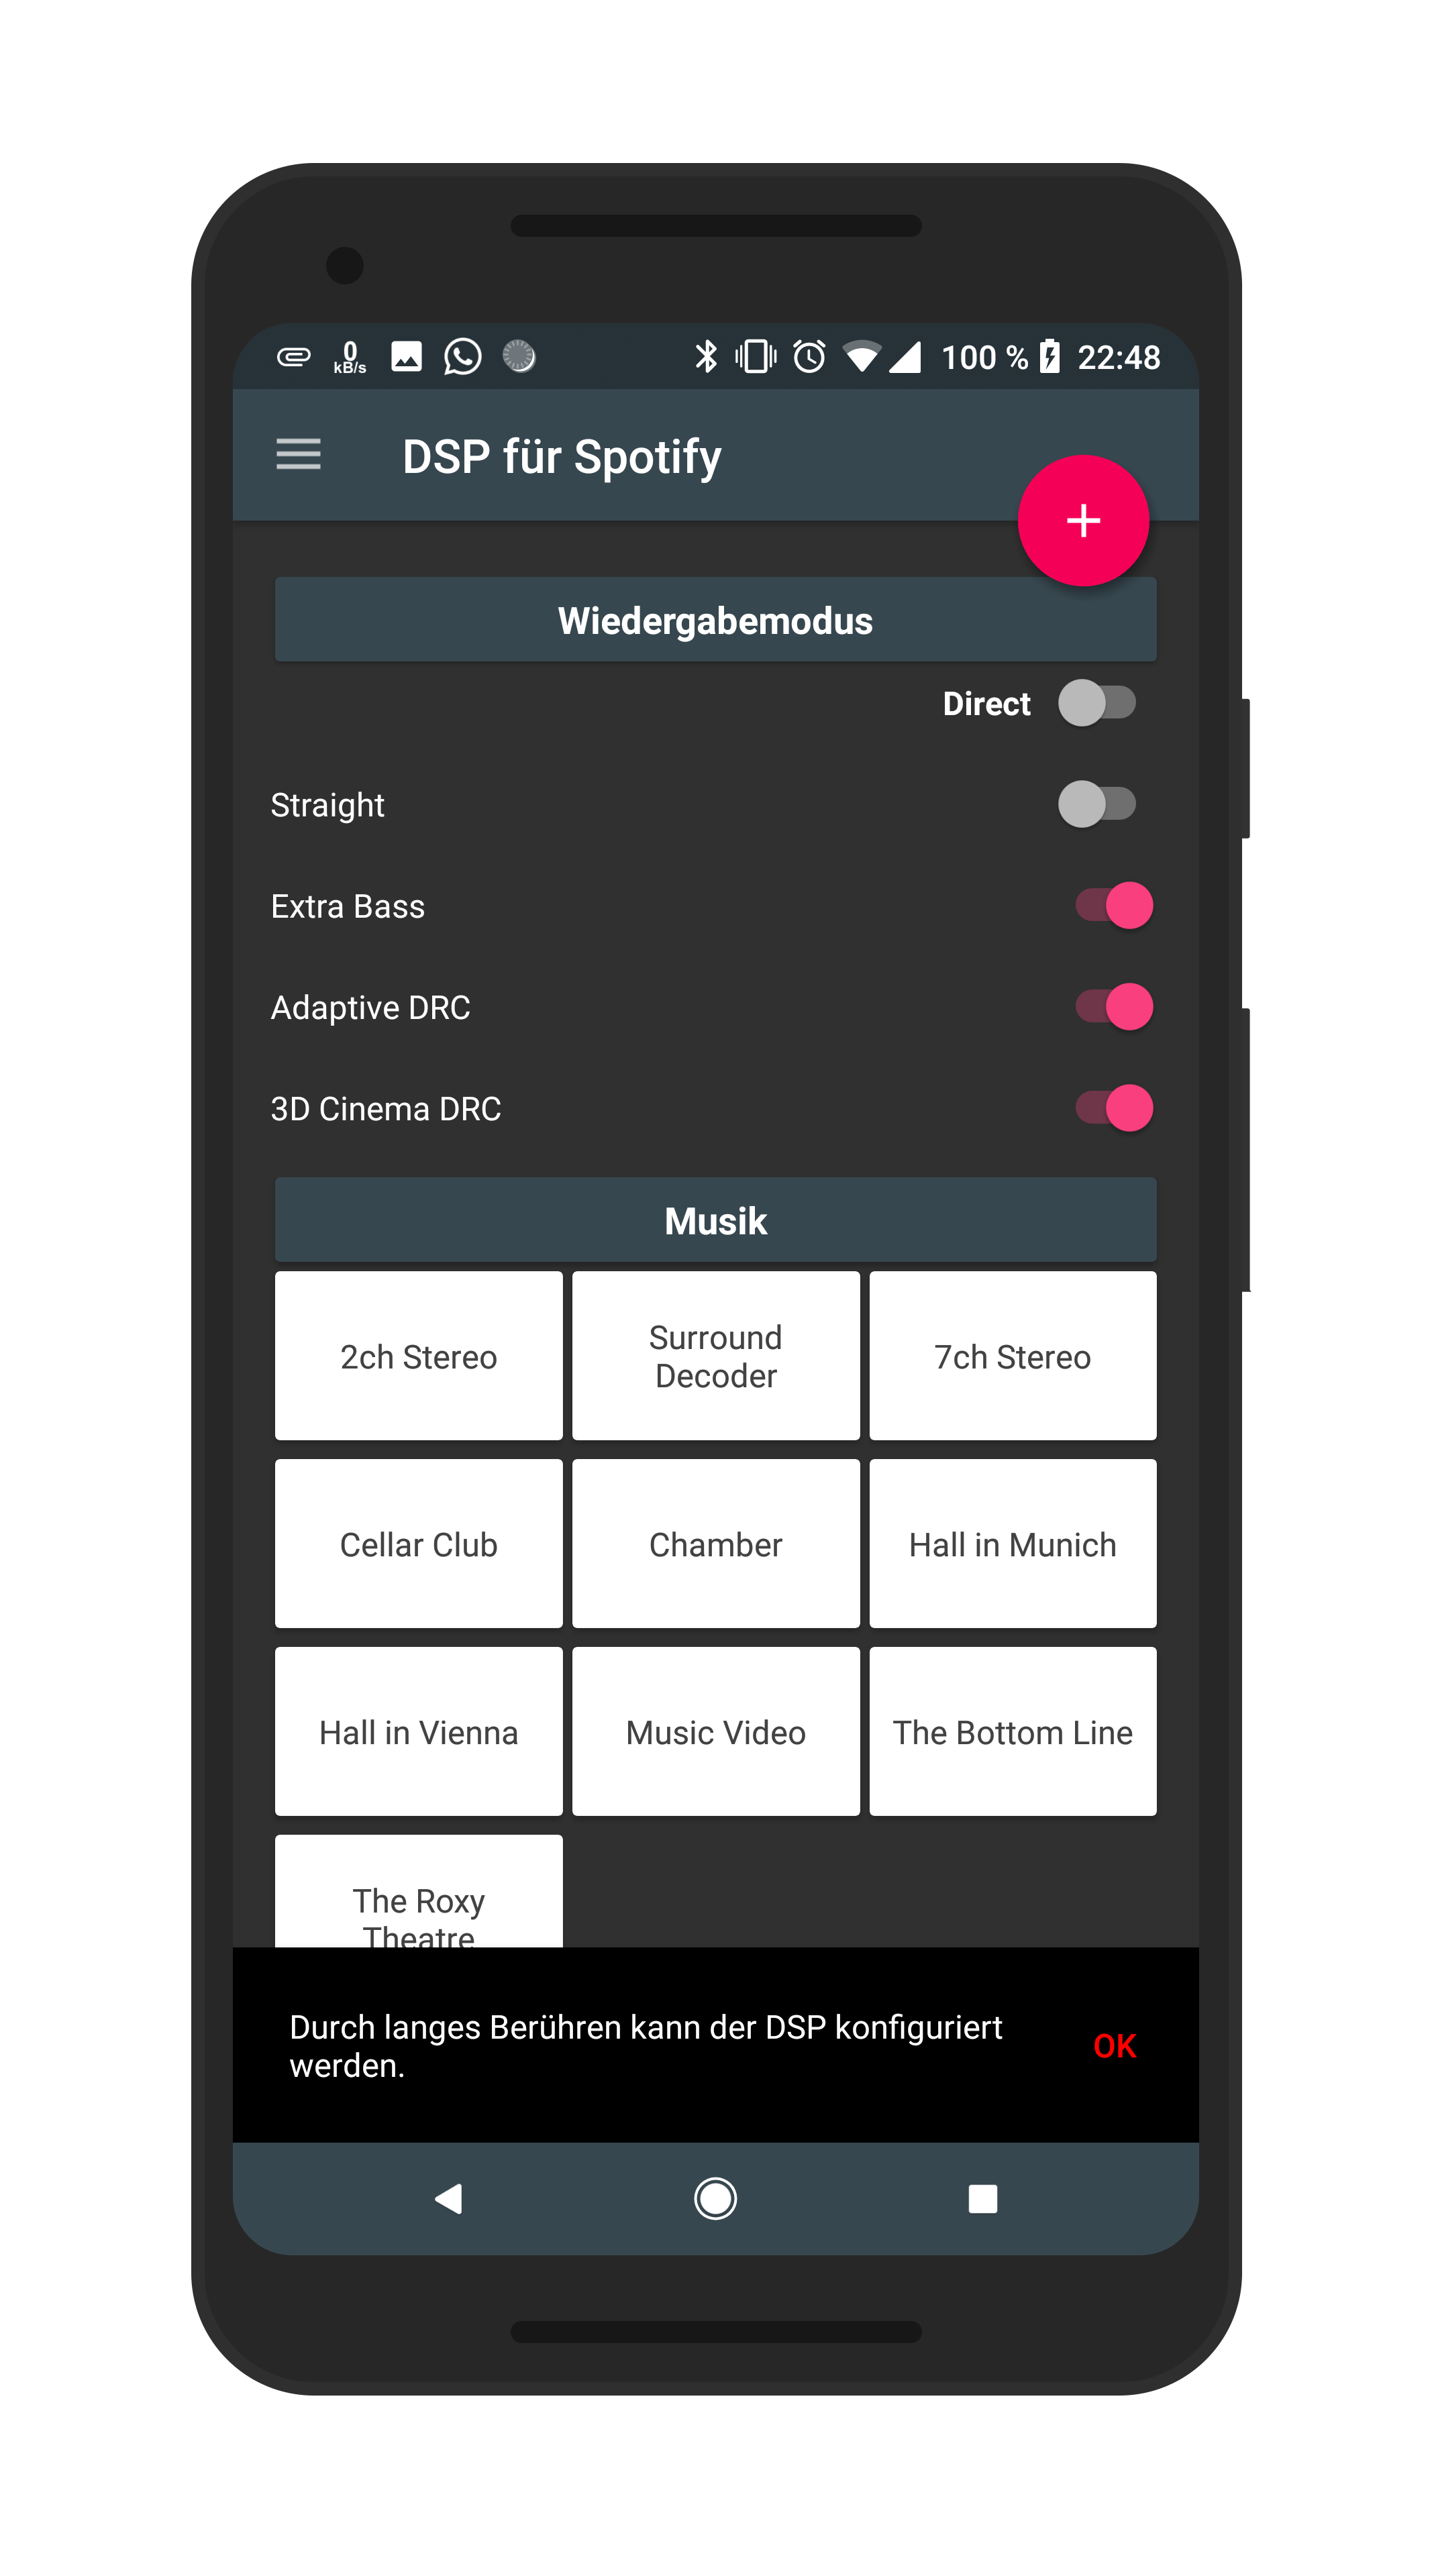 0
kB/s
100 %
22:48
DSP für Spotify
+
Wiedergabemodus
Direct
Straight
Extra Bass
Adaptive DRC
3D Cinema DRC
Musik
2ch Stereo
Surround
Decoder
7ch Stereo
Cellar Club
Chamber
Hall in Munich
Hall in Vienna
Music Video
The Bottom Line
The Roxy
Theatre
Durch langes Berühren kann der DSP konfiguriert
werden.
OK